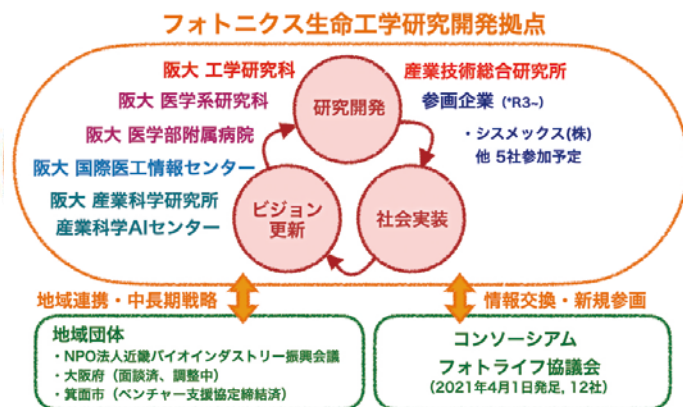 フォトニクス生命工学研究開発拠点
阪大 工学研究科
阪大 医学系研究科
阪大 医学部附属病院
阪大 国際医工情報センター
阪大 産業科学研究所
産業科学AIセンター
研究開発
ビジョン
更新
社会実装
産業技術総合研究所
参画企業 (*R3~)
・シスメックス(株)
他 5社参加予定
地域連携・中長期戦略
情報交換・新規参画
地域団体
・NPO法人近畿バイオインダストリー振興会議
・大阪府（面談済、調整中）
・箕面市（ベンチャー支援協定締結済）
コンソーシアム
フォトライフ協議会
(2021年4月1日発足, 12社)